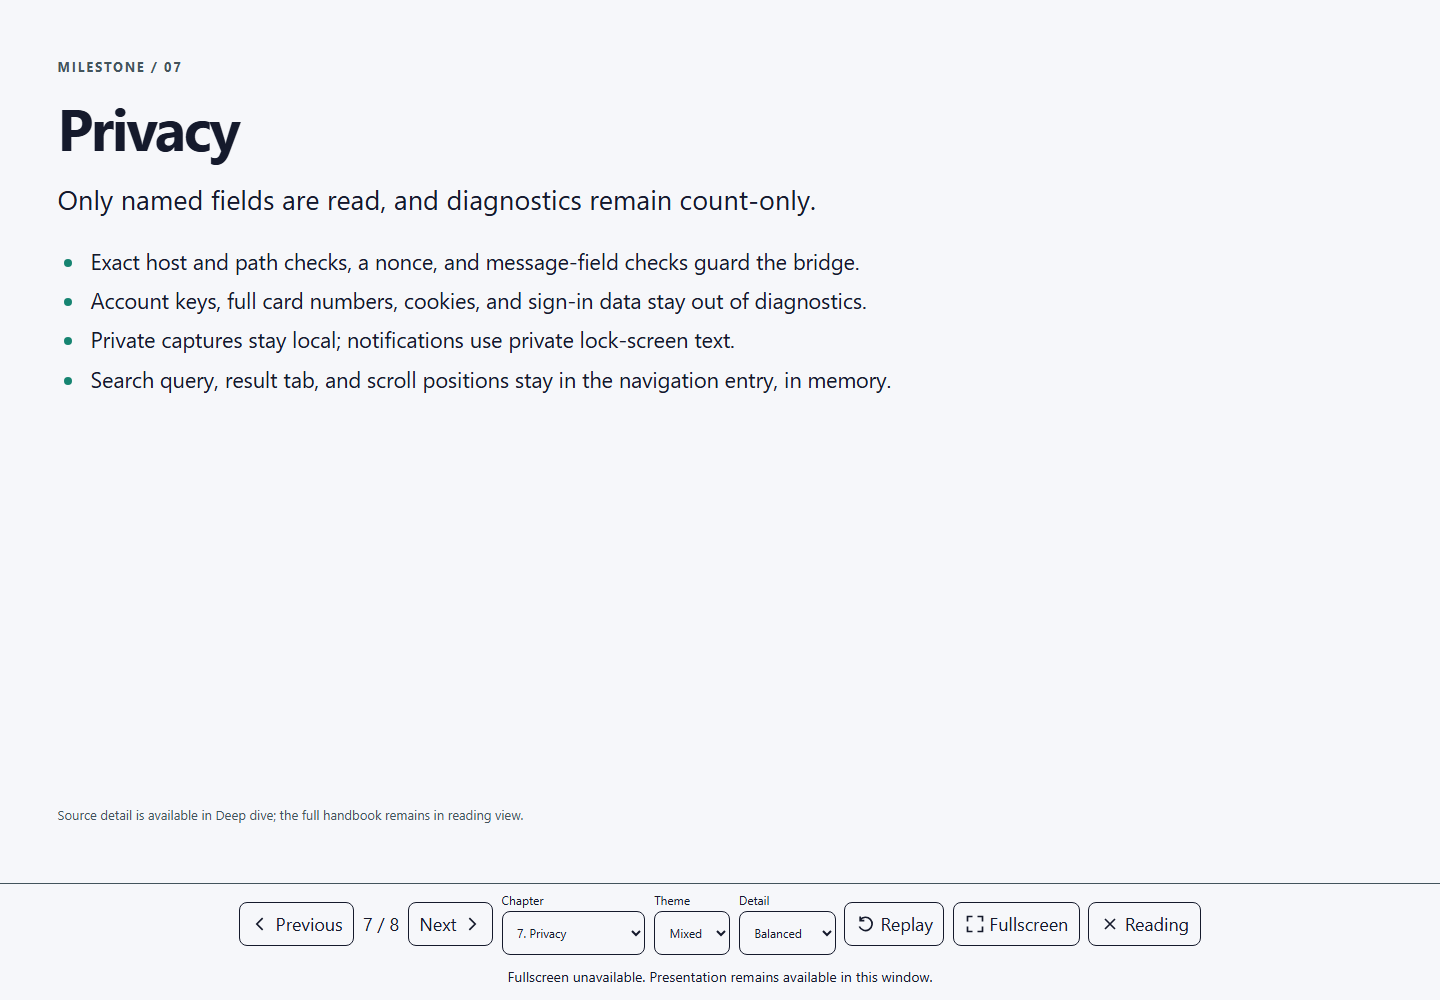 MILESTONE / 07
Privacy
Only named fields are read, and diagnostics remain count-only.
Exact host and path checks, a nonce, and message-field checks guard the bridge.
Account keys, full card numbers, cookies, and sign-in data stay out of diagnostics.
Private captures stay local; notifications use private lock-screen text.
Search query, result tab, and scroll positions stay in the navigation entry, in memory.
Source detail is available in Deep dive; the full handbook remains in reading view.
Chapter Theme Detail
Previous 7 / 8 Next 7. Privacy Mixed Balanced Replay Fullscreen Reading
Fullscreen unavailable. Presentation remains available in this window.